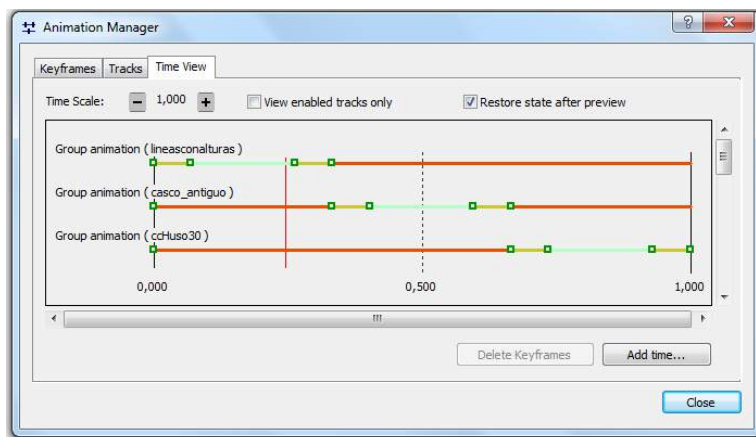 Animation Manager
Keyframes Tracks Time View
Time Scale: 1,000 View enabled tracks only Restore state after preview
Group animation ( lineasconalturas )
Group animation ( casco_antiguo )
Group animation ( ccHuso30 )
0,000 0,500 1,000
Delete Keyframes Add time...
Close